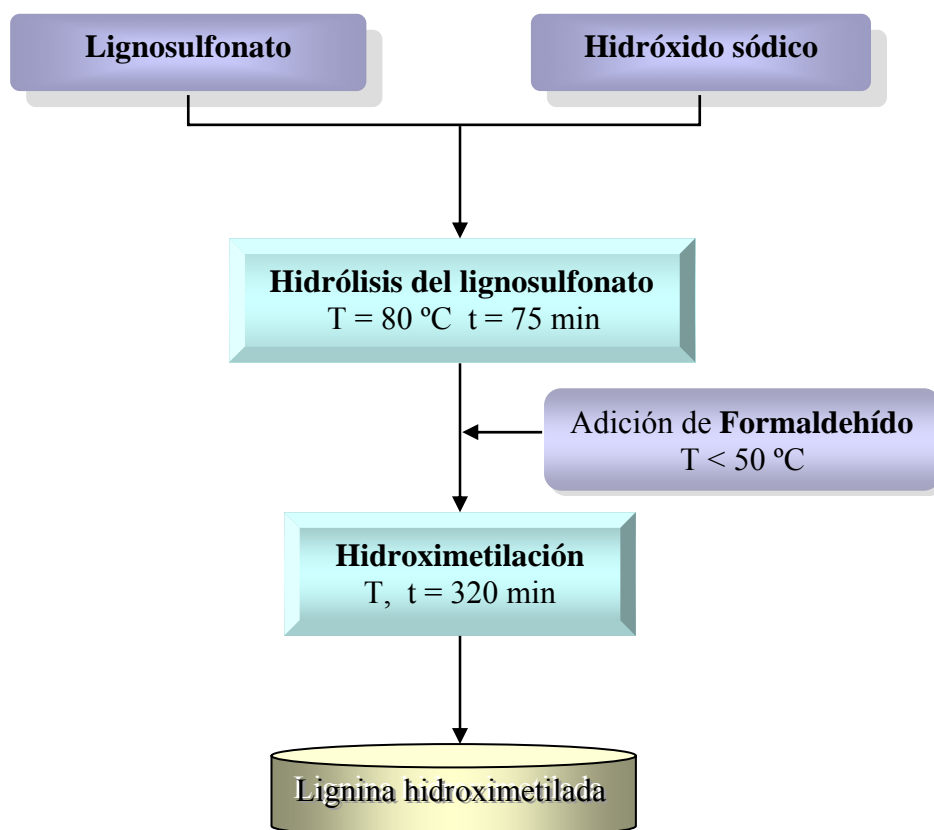 Lignosulfonato
Hidróxido sódico
Hidrólisis del lignosulfonato
T = 80 ºC t = 75 min
Adición de Formaldehído
T < 50 ºC
Hidroximetilación
T, t = 320 min
Lignina hidroximetilada